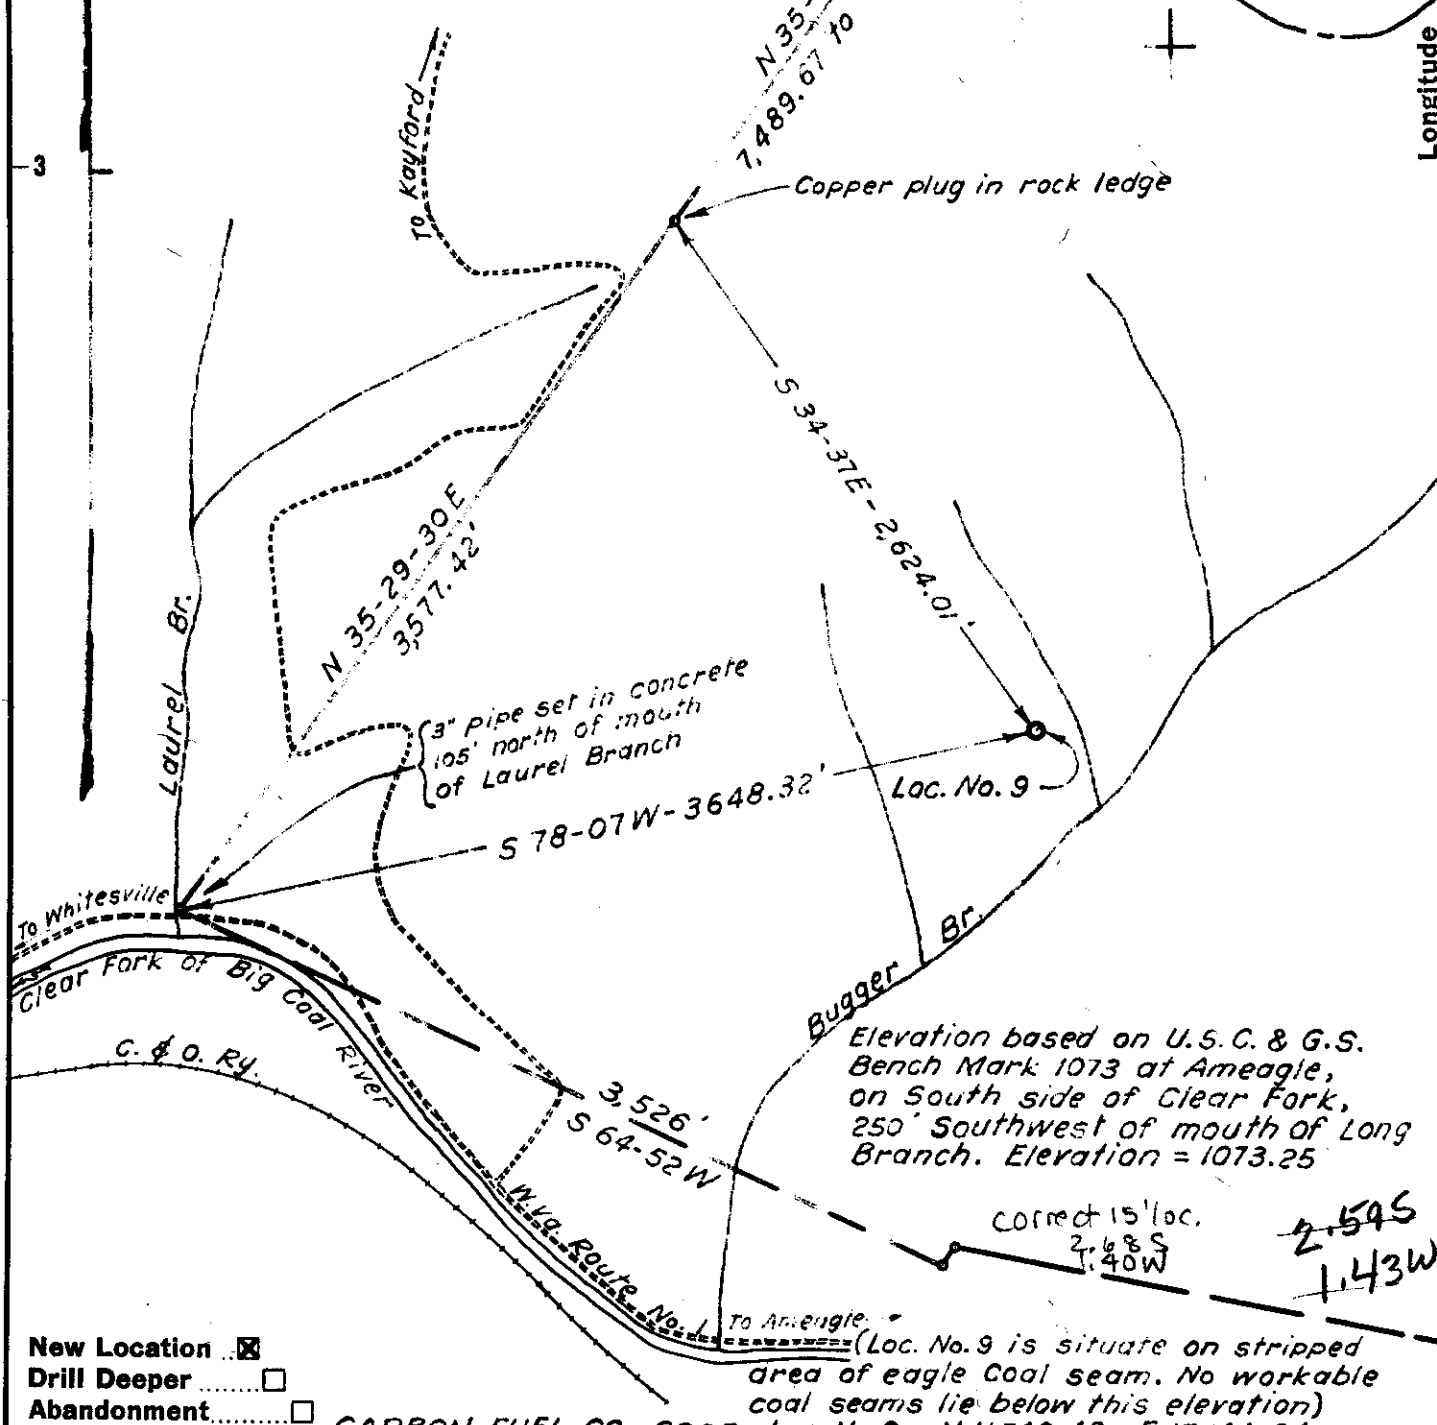 N 35-
7,489.67 to
Longitude
3
To Kayford
Copper plug in rock ledge
S 34-37E - 2,624.01'
N 35-29-30 E
3,577.42'
Laurel Br.
3" pipe set in concrete
105' north of mouth
of Laurel Branch
S 78-07 W - 3648.32'
Loc. No. 9
To Whitesville
Clear Fork of Big Coal River
C. & O. Ry.
Bugger Br.
3,526'
S 64-52 W
Elevation based on U.S.C. & G.S.
Bench Mark 1073 at Ameagle,
on South side of Clear Fork,
250' Southwest of mouth of Long
Branch. Elevation = 1073.25
correct 15' loc.
2.68 S
1.40 W
2.59 S
1.43 W
W. Va. Route No. 1
To Ameagle
(Loc. No. 9 is situate on stripped
area of eagle Coal seam. No workable
coal seams lie below this elevation)
New Location ☒
Drill Deeper ☐
Abandonment ☐
CARBON FUEL CO.